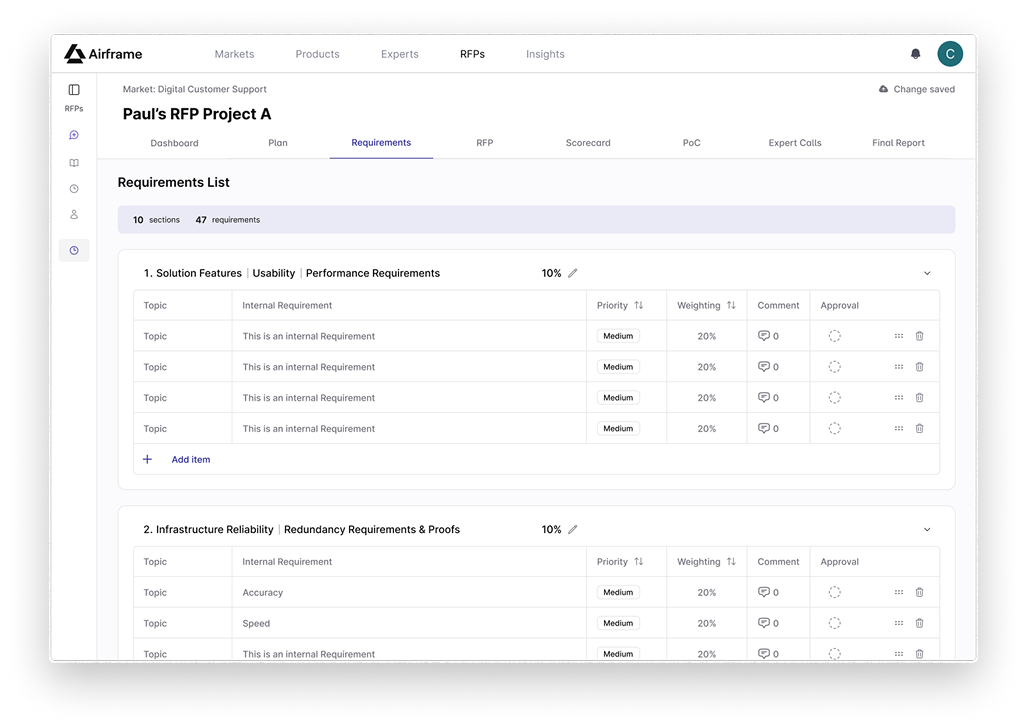 Airframe Markets Products Experts RFPs Insights C
RFPs
Market: Digital Customer Support Change saved
Paul's RFP Project A
Dashboard Plan Requirements RFP Scorecard PoC Expert Calls Final Report
Requirements List
10 sections 47 requirements
1. Solution Features | Usability | Performance Requirements 10%
Topic Internal Requirement Priority Weighting Comment Approval
Topic This is an internal Requirement Medium 20% 0
Topic This is an internal Requirement Medium 20% 0
Topic This is an internal Requirement Medium 20% 0
Topic This is an internal Requirement Medium 20% 0
+ Add item
2. Infrastructure Reliability | Redundancy Requirements & Proofs 10%
Topic Internal Requirement Priority Weighting Comment Approval
Topic Accuracy Medium 20% 0
Topic Speed Medium 20% 0
Topic This is an internal Requirement Medium 20% 0